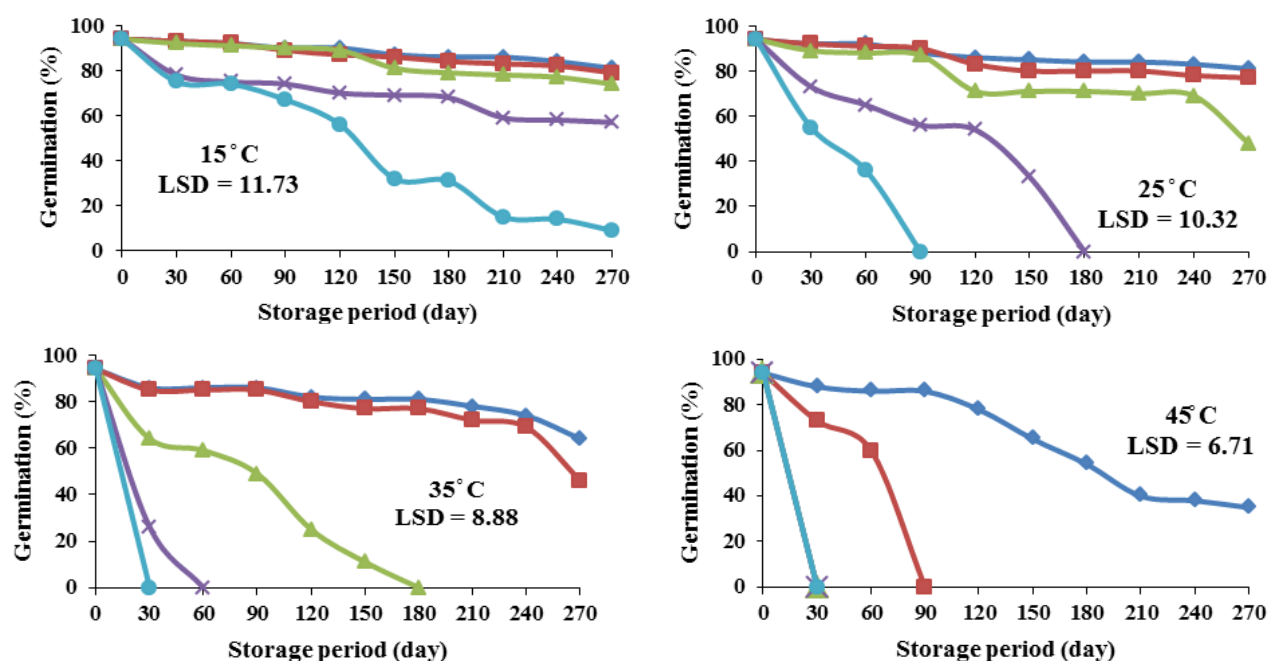 Germination (%)
100
80
60
40
20
0
15°C
LSD = 11.73
0 30 60 90 120 150 180 210 240 270
Storage period (day)
Germination (%)
100
80
60
40
20
0
25°C
LSD = 10.32
0 30 60 90 120 150 180 210 240 270
Storage period (day)
Germination (%)
100
80
60
40
20
0
35°C
LSD = 8.88
0 30 60 90 120 150 180 210 240 270
Storage period (day)
Germination (%)
100
80
60
40
20
0
45°C
LSD = 6.71
0 30 60 90 120 150 180 210 240 270
Storage period (day)